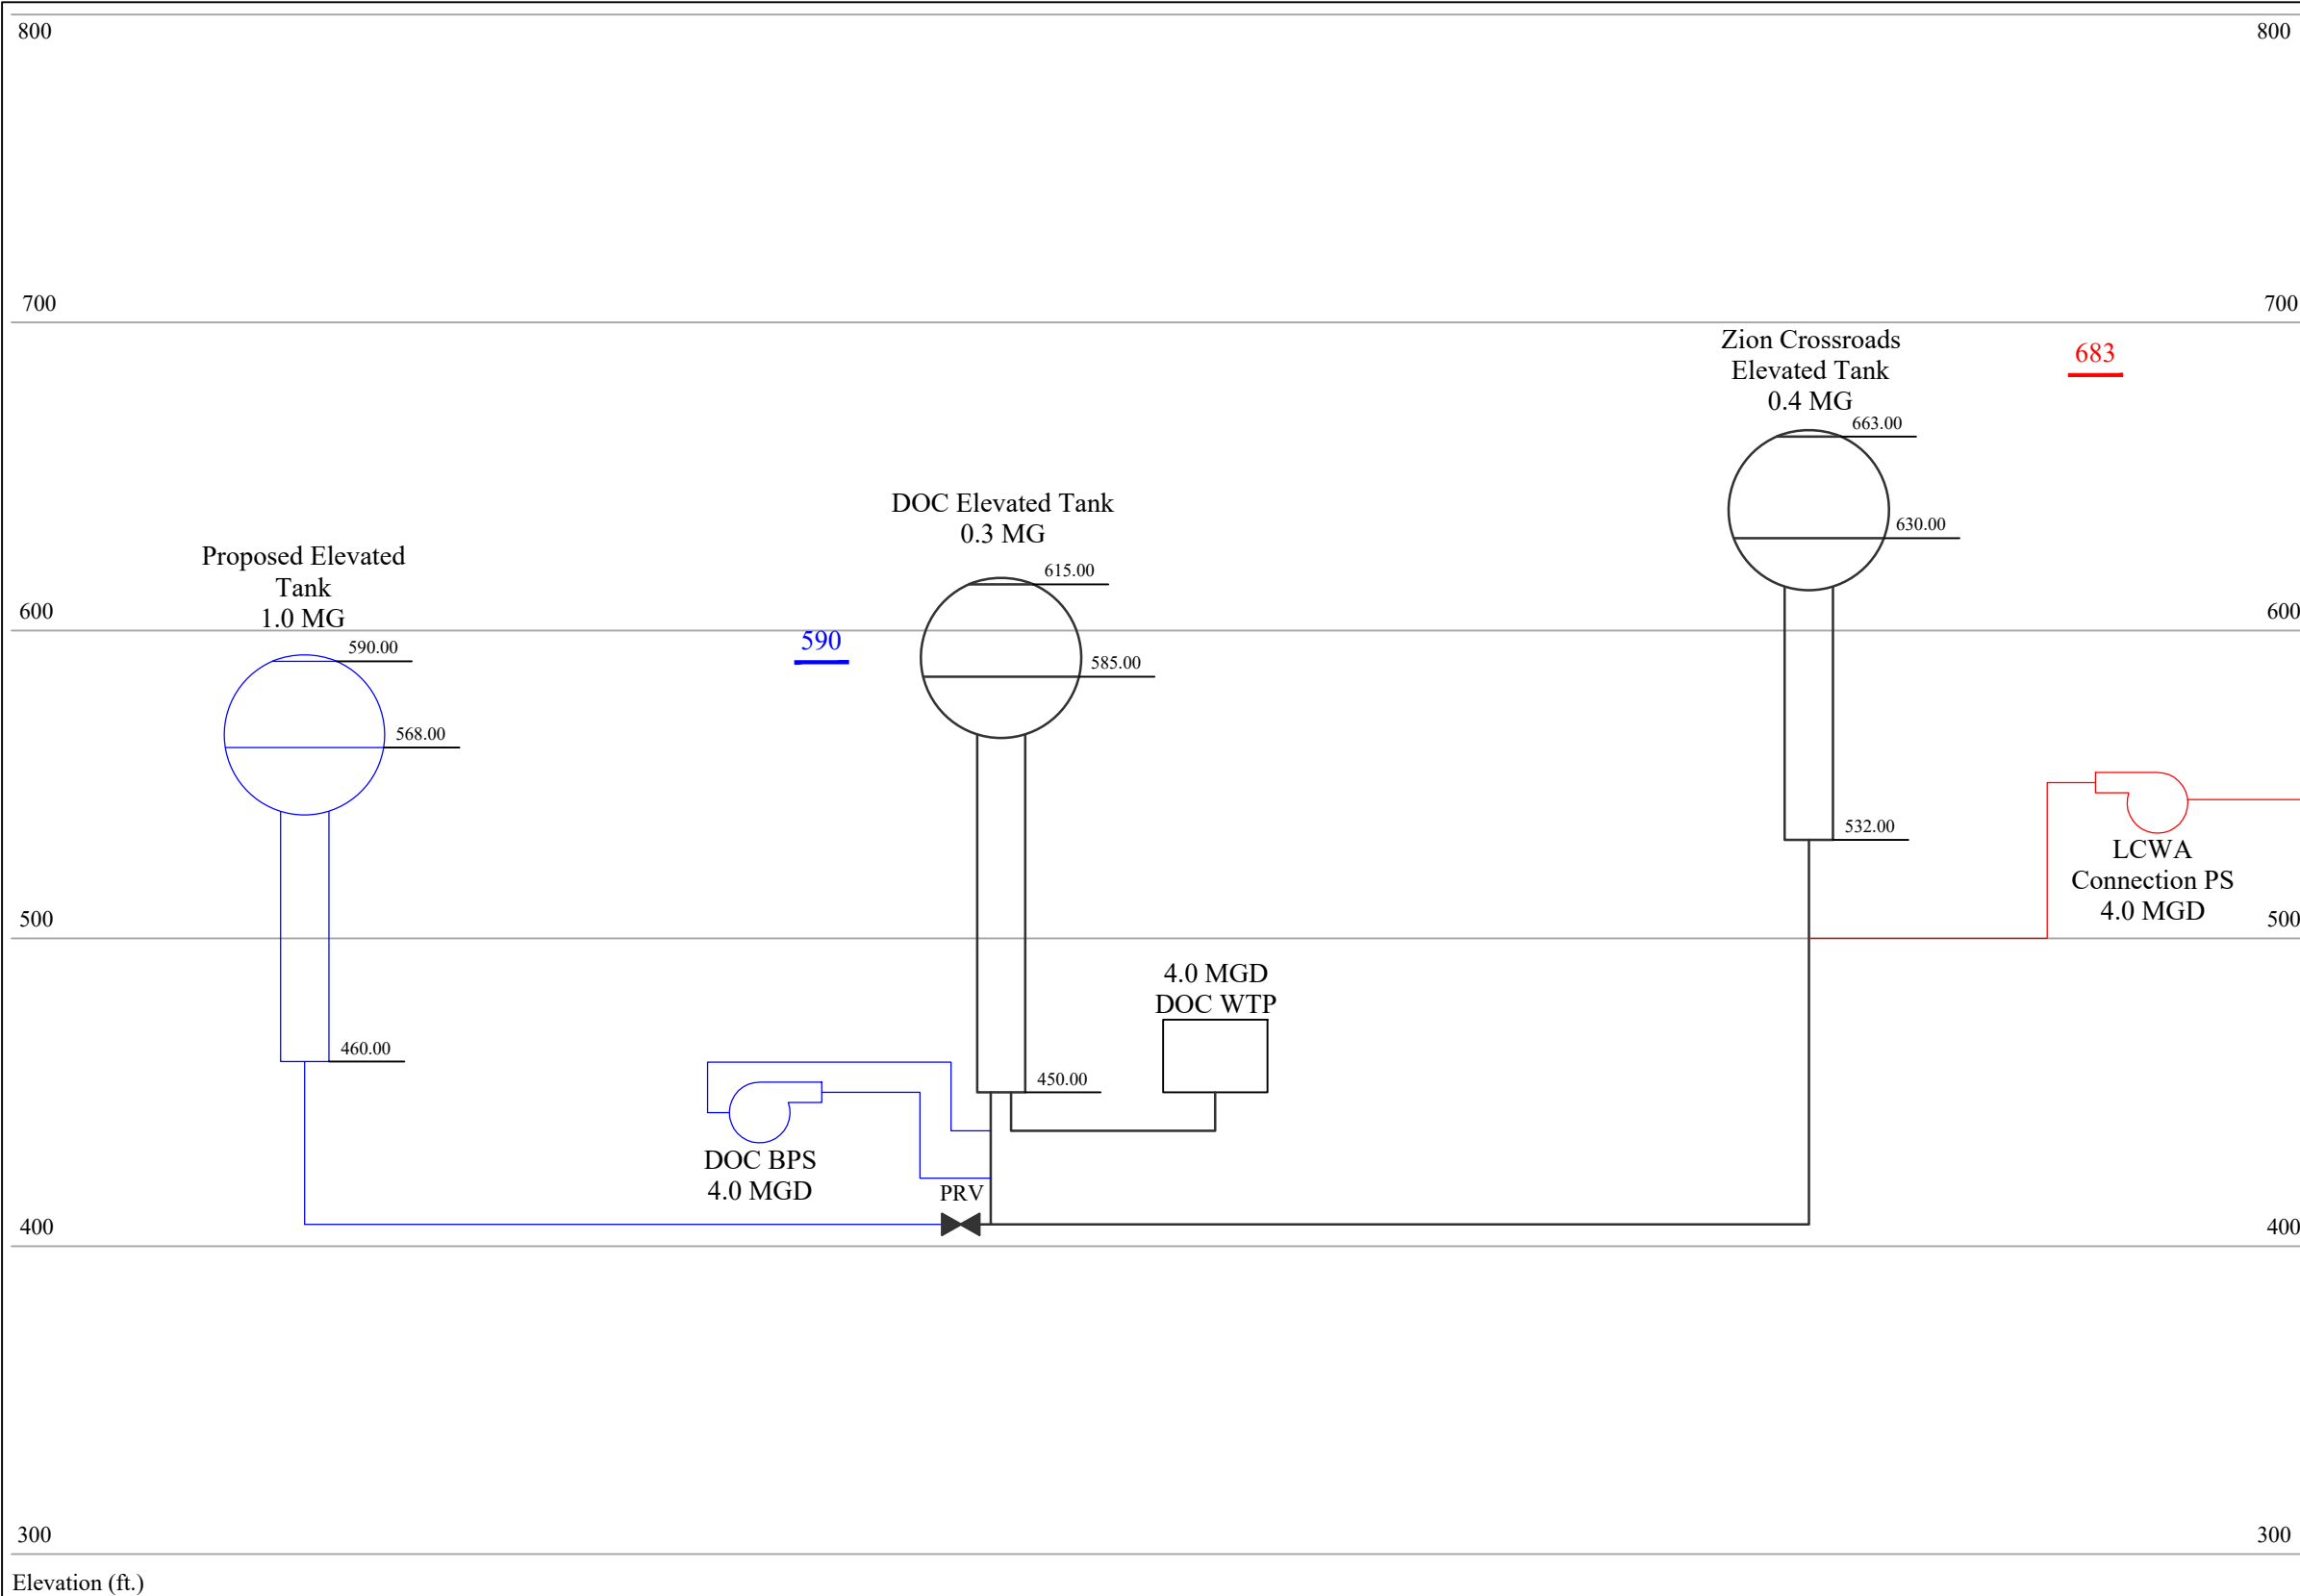 800
800
700
700
Zion Crossroads
Elevated Tank
0.4 MG
683
663.00
630.00
DOC Elevated Tank
0.3 MG
615.00
585.00
Proposed Elevated
Tank
1.0 MG
600
600
590.00
590
568.00
532.00
LCWA
Connection PS
4.0 MGD
500
500
4.0 MGD
DOC WTP
460.00
450.00
DOC BPS
4.0 MGD
PRV
400
400
300
300
Elevation (ft.)